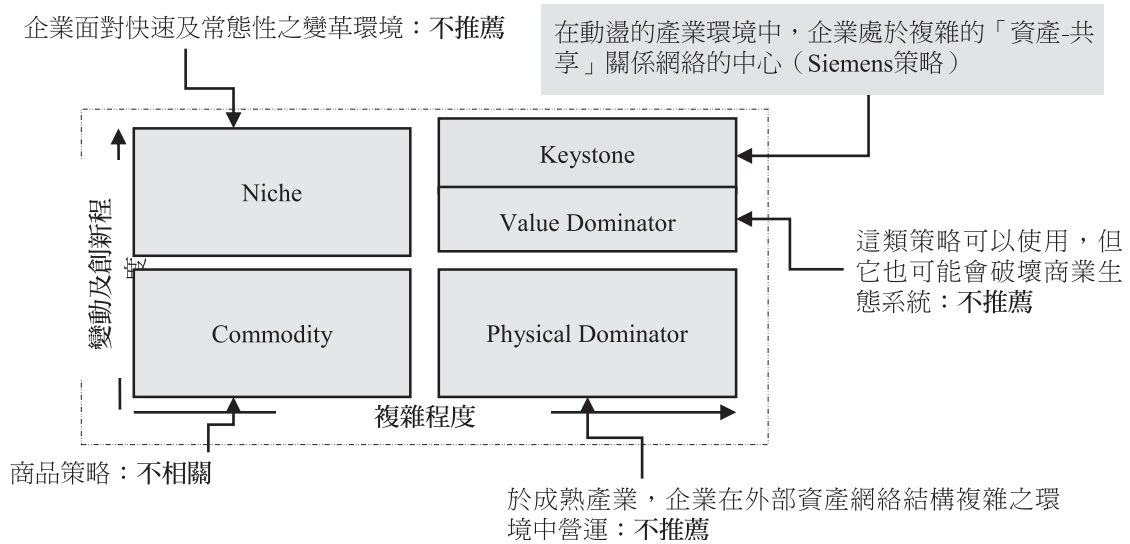 企業面對快速及常態性之變革環境：不推薦
在動盪的產業環境中，企業處於複雜的「資產-共
享」關係網絡的中心（Siemens策略）
Keystone
Niche
Value Dominator
變動及創新程
度
這類策略可以使用，但
它也可能會破壞商業生
態系統：不推薦
Commodity
Physical Dominator
複雜程度
商品策略：不相關
於成熟產業，企業在外部資產網絡結構複雜之環
境中營運：不推薦